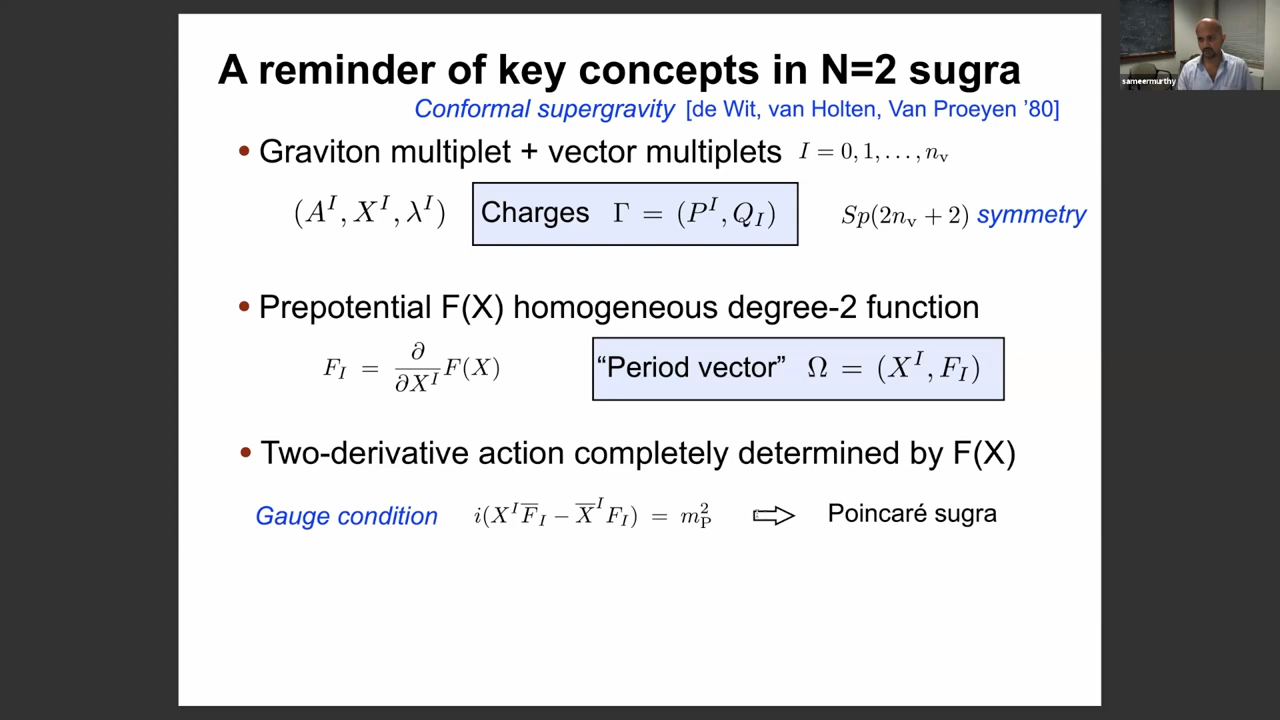 A reminder of key concepts in N=2 sugra
Conformal supergravity [de Wit, van Holten, Van Proeyen '80]
• Graviton multiplet + vector multiplets I = 0, 1, . . . , n_v
(A^I, X^I, λ^I) Charges Γ = (P^I, Q_I) Sp(2n_v + 2) symmetry
• Prepotential F(X) homogeneous degree-2 function
F_I = ∂/∂X^I F(X) “Period vector” Ω = (X^I, F_I)
• Two-derivative action completely determined by F(X)
Gauge condition i(X^I F̅_I − X̅^I F_I) = m_P^2 ⇨ Poincaré sugra
sameermurthy